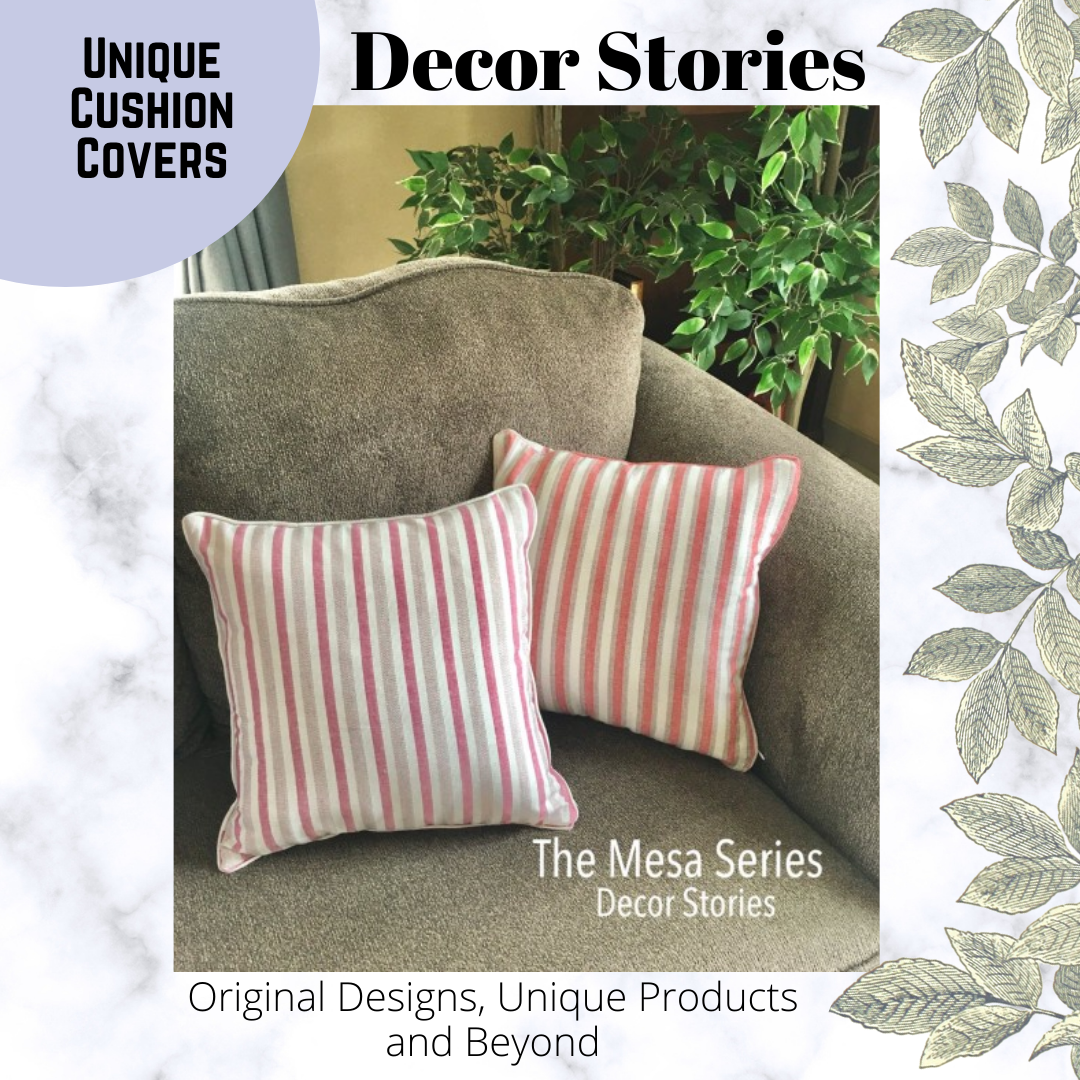 Unique
Cushion
Covers
Decor Stories
The Mesa Series
Decor Stories
Original Designs, Unique Products
and Beyond